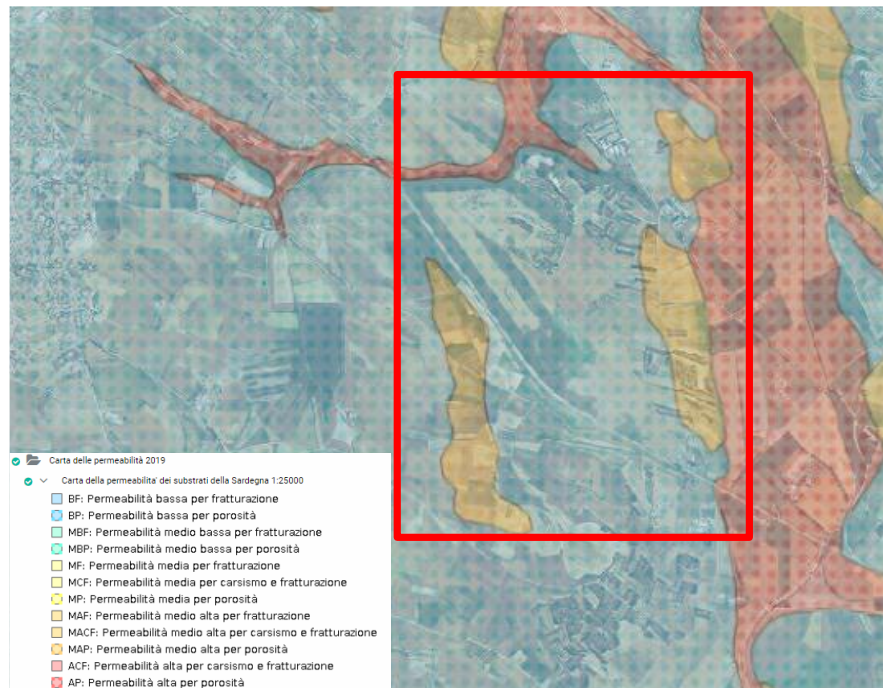 Carta delle permeabilità 2019
Carta della permeabilita' dei substrati della Sardegna 1:25000
BF: Permeabilità bassa per fratturazione
BP: Permeabilità bassa per porosità
MBF: Permeabilità medio bassa per fratturazione
MBP: Permeabilità medio bassa per porosità
MF: Permeabilità media per fratturazione
MCF: Permeabilità media per carsismo e fratturazione
MP: Permeabilità media per porosità
MAF: Permeabilità medio alta per fratturazione
MACF: Permeabilità medio alta per carsismo e fratturazione
MAP: Permeabilità medio alta per porosità
ACF: Permeabilità alta per carsismo e fratturazione
AP: Permeabilità alta per porosità